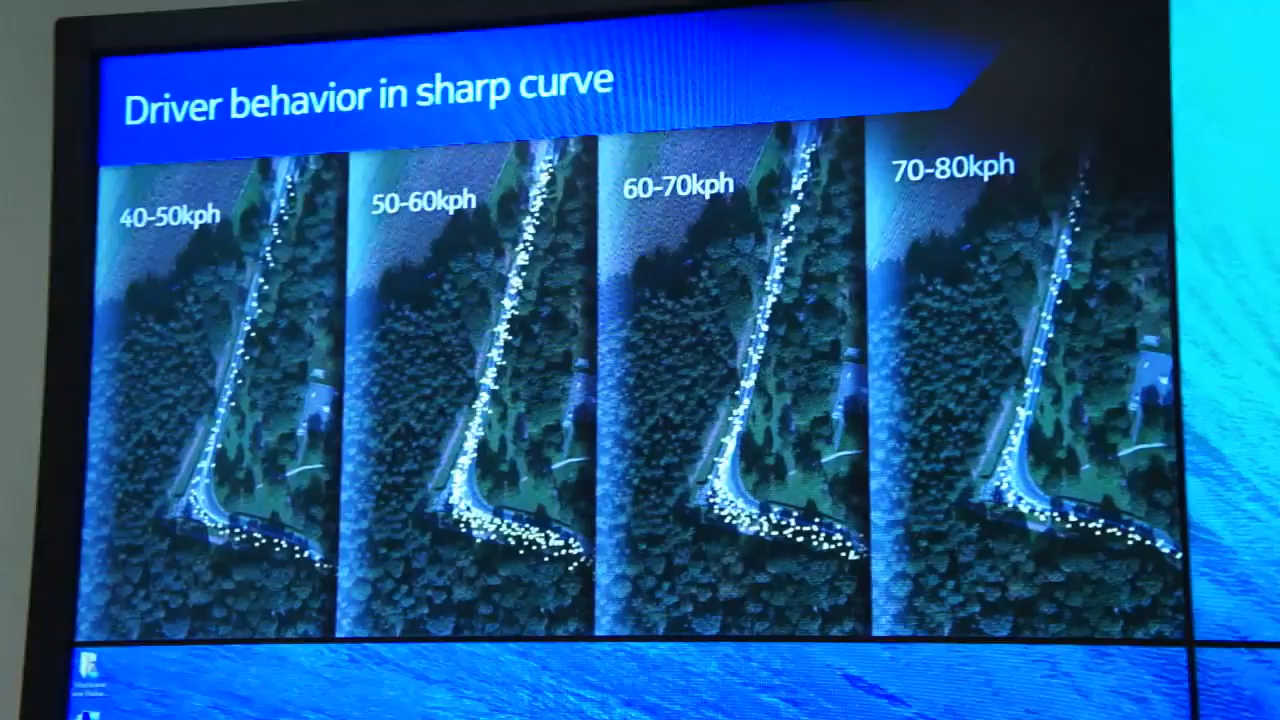 Driver behavior in sharp curve
40-50kph
50-60kph
60-70kph
70-80kph